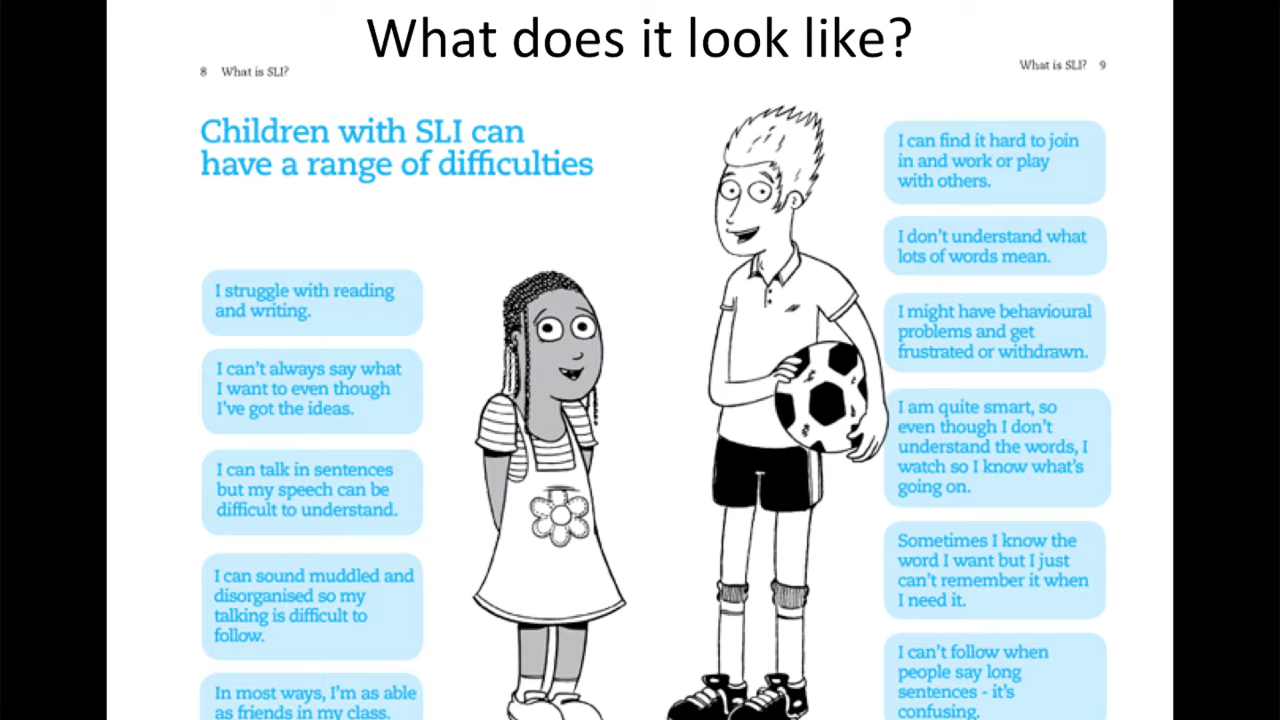 What does it look like?
8 What is SLI?
What is SLI? 9
Children with SLI can
have a range of difficulties
I struggle with reading
and writing.
I can't always say what
I want to even though
I've got the ideas.
I can talk in sentences
but my speech can be
difficult to understand.
I can sound muddled and
disorganised so my
talking is difficult to
follow.
In most ways, I'm as able
as friends in my class.
I can find it hard to join
in and work or play
with others.
I don't understand what
lots of words mean.
I might have behavioural
problems and get
frustrated or withdrawn.
I am quite smart, so
even though I don't
understand the words, I
watch so I know what's
going on.
Sometimes I know the
word I want but I just
can't remember it when
I need it.
I can't follow when
people say long
sentences - it's
confusing.